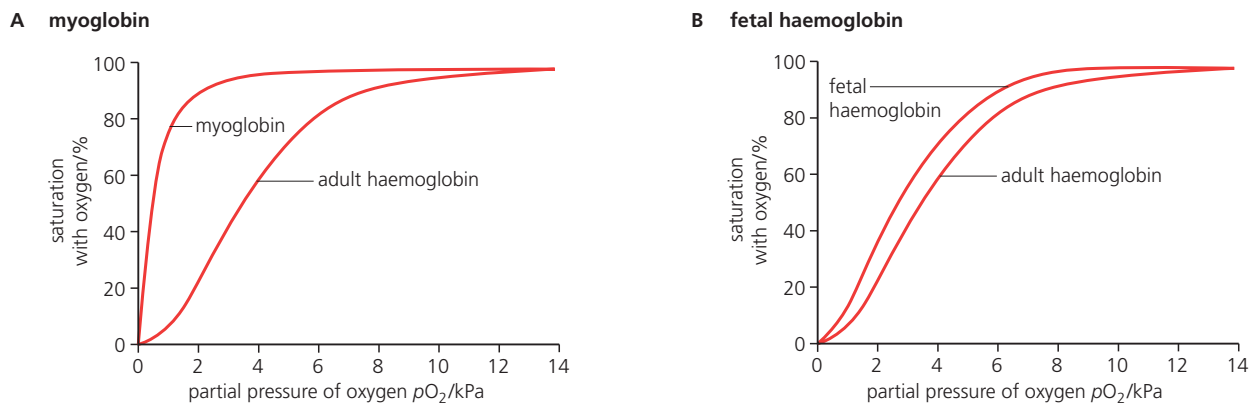 A myoglobin
100
80
60
40
20
0
saturation
with oxygen/%
myoglobin
adult haemoglobin
0 2 4 6 8 10 12 14
partial pressure of oxygen pO₂/kPa
B fetal haemoglobin
100
80
60
40
20
0
saturation
with oxygen/%
fetal
haemoglobin
adult haemoglobin
0 2 4 6 8 10 12 14
partial pressure of oxygen pO₂/kPa